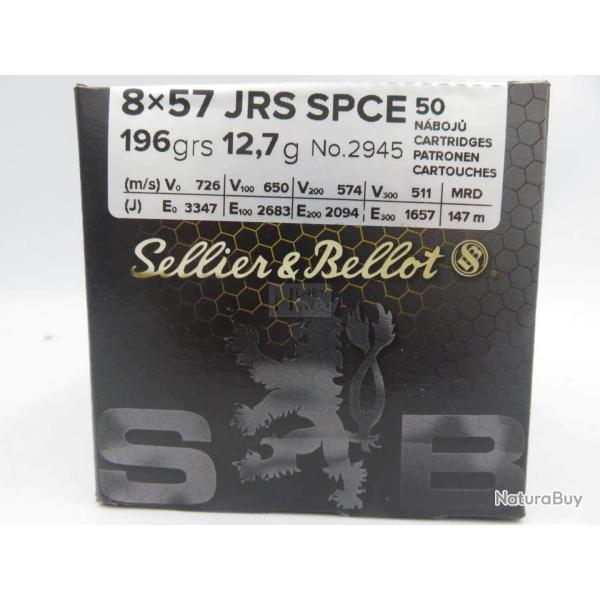 8×57 JRS SPCE 50
NÁBOJŮ
196grs 12,7 g No.2945 CARTRIDGES
PATRONEN
CARTOUCHES
(m/s) V0 726 V100 650 V200 574 V300 511 MRD
(J) E0 3347 E100 2683 E200 2094 E300 1657 147 m
Sellier & Bellot
S B
NaturaBuy